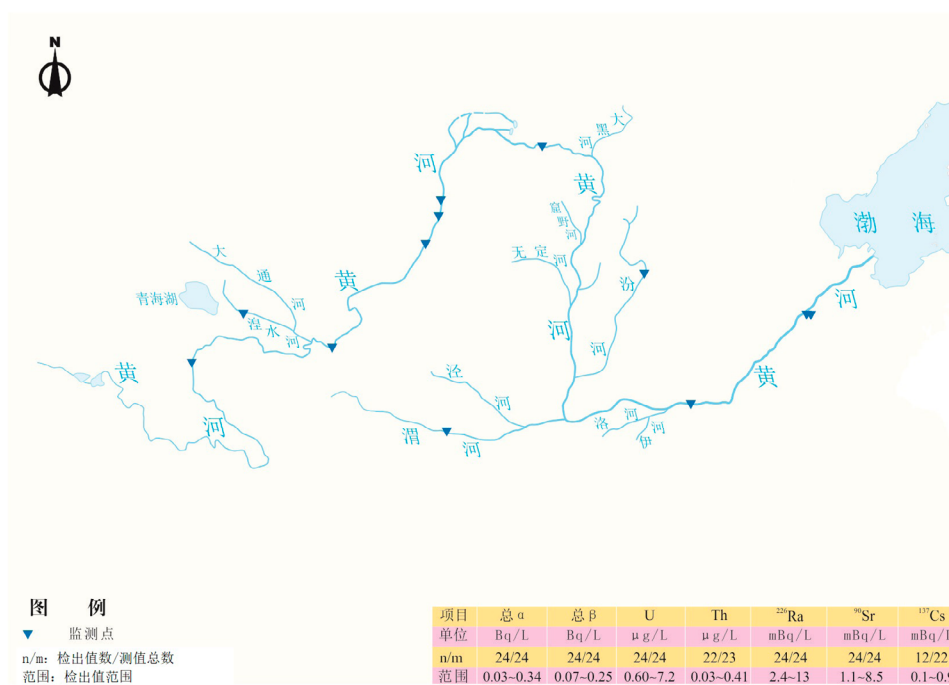 N
大黑河
黄河
渤海
窟野河
无定河
大通河
青海湖
湟水河
黄河
汾河
河
黄河
黄河
泾河
渭河
洛河
伊河
图 例
监测点
n/m: 检出值数/测值总数
范围: 检出值范围
项目 总α 总β U Th ²²⁶Ra ⁹⁰Sr ¹³⁷Cs
单位 Bq/L Bq/L μg/L μg/L mBq/L mBq/L mBq/
n/m 24/24 24/24 24/24 22/23 24/24 24/24 12/22
范围 0.03~0.34 0.07~0.25 0.60~7.2 0.03~0.41 2.4~13 1.1~8.5